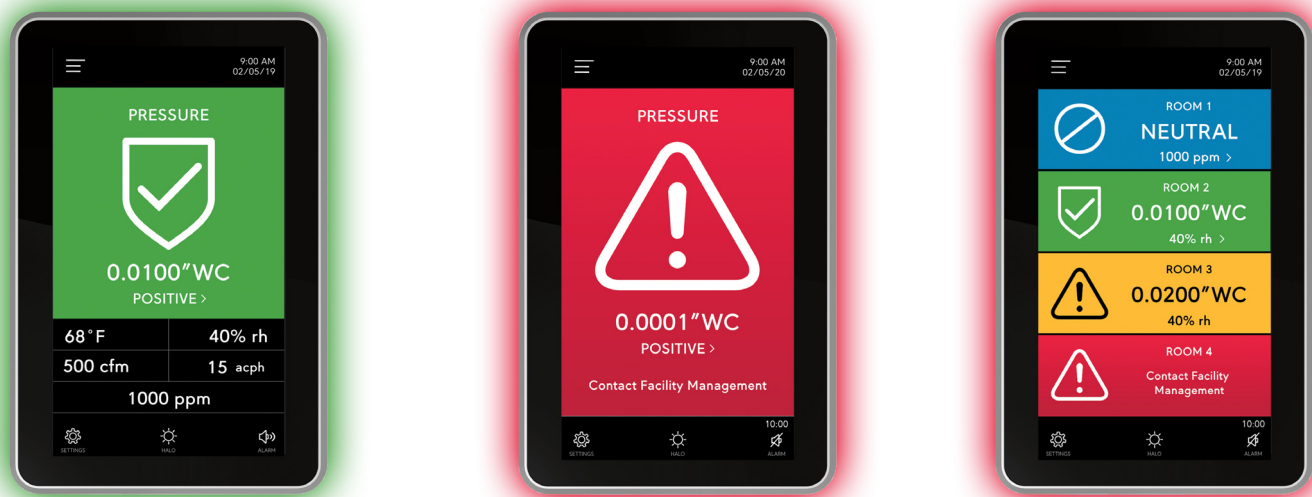 9:00 AM
02/05/19
PRESSURE
0.0100"WC
POSITIVE >
68°F
40% rh
500 cfm
15 acph
1000 ppm
SETTINGS
HALO
ALARM
9:00 AM
02/05/20
PRESSURE
0.0001"WC
POSITIVE >
Contact Facility Management
10:00
SETTINGS
HALO
ALARM
9:00 AM
02/05/19
ROOM 1
NEUTRAL
1000 ppm >
ROOM 2
0.0100"WC
40% rh >
ROOM 3
0.0200"WC
40% rh
ROOM 4
Contact Facility
Management
10:00
SETTINGS
HALO
ALARM